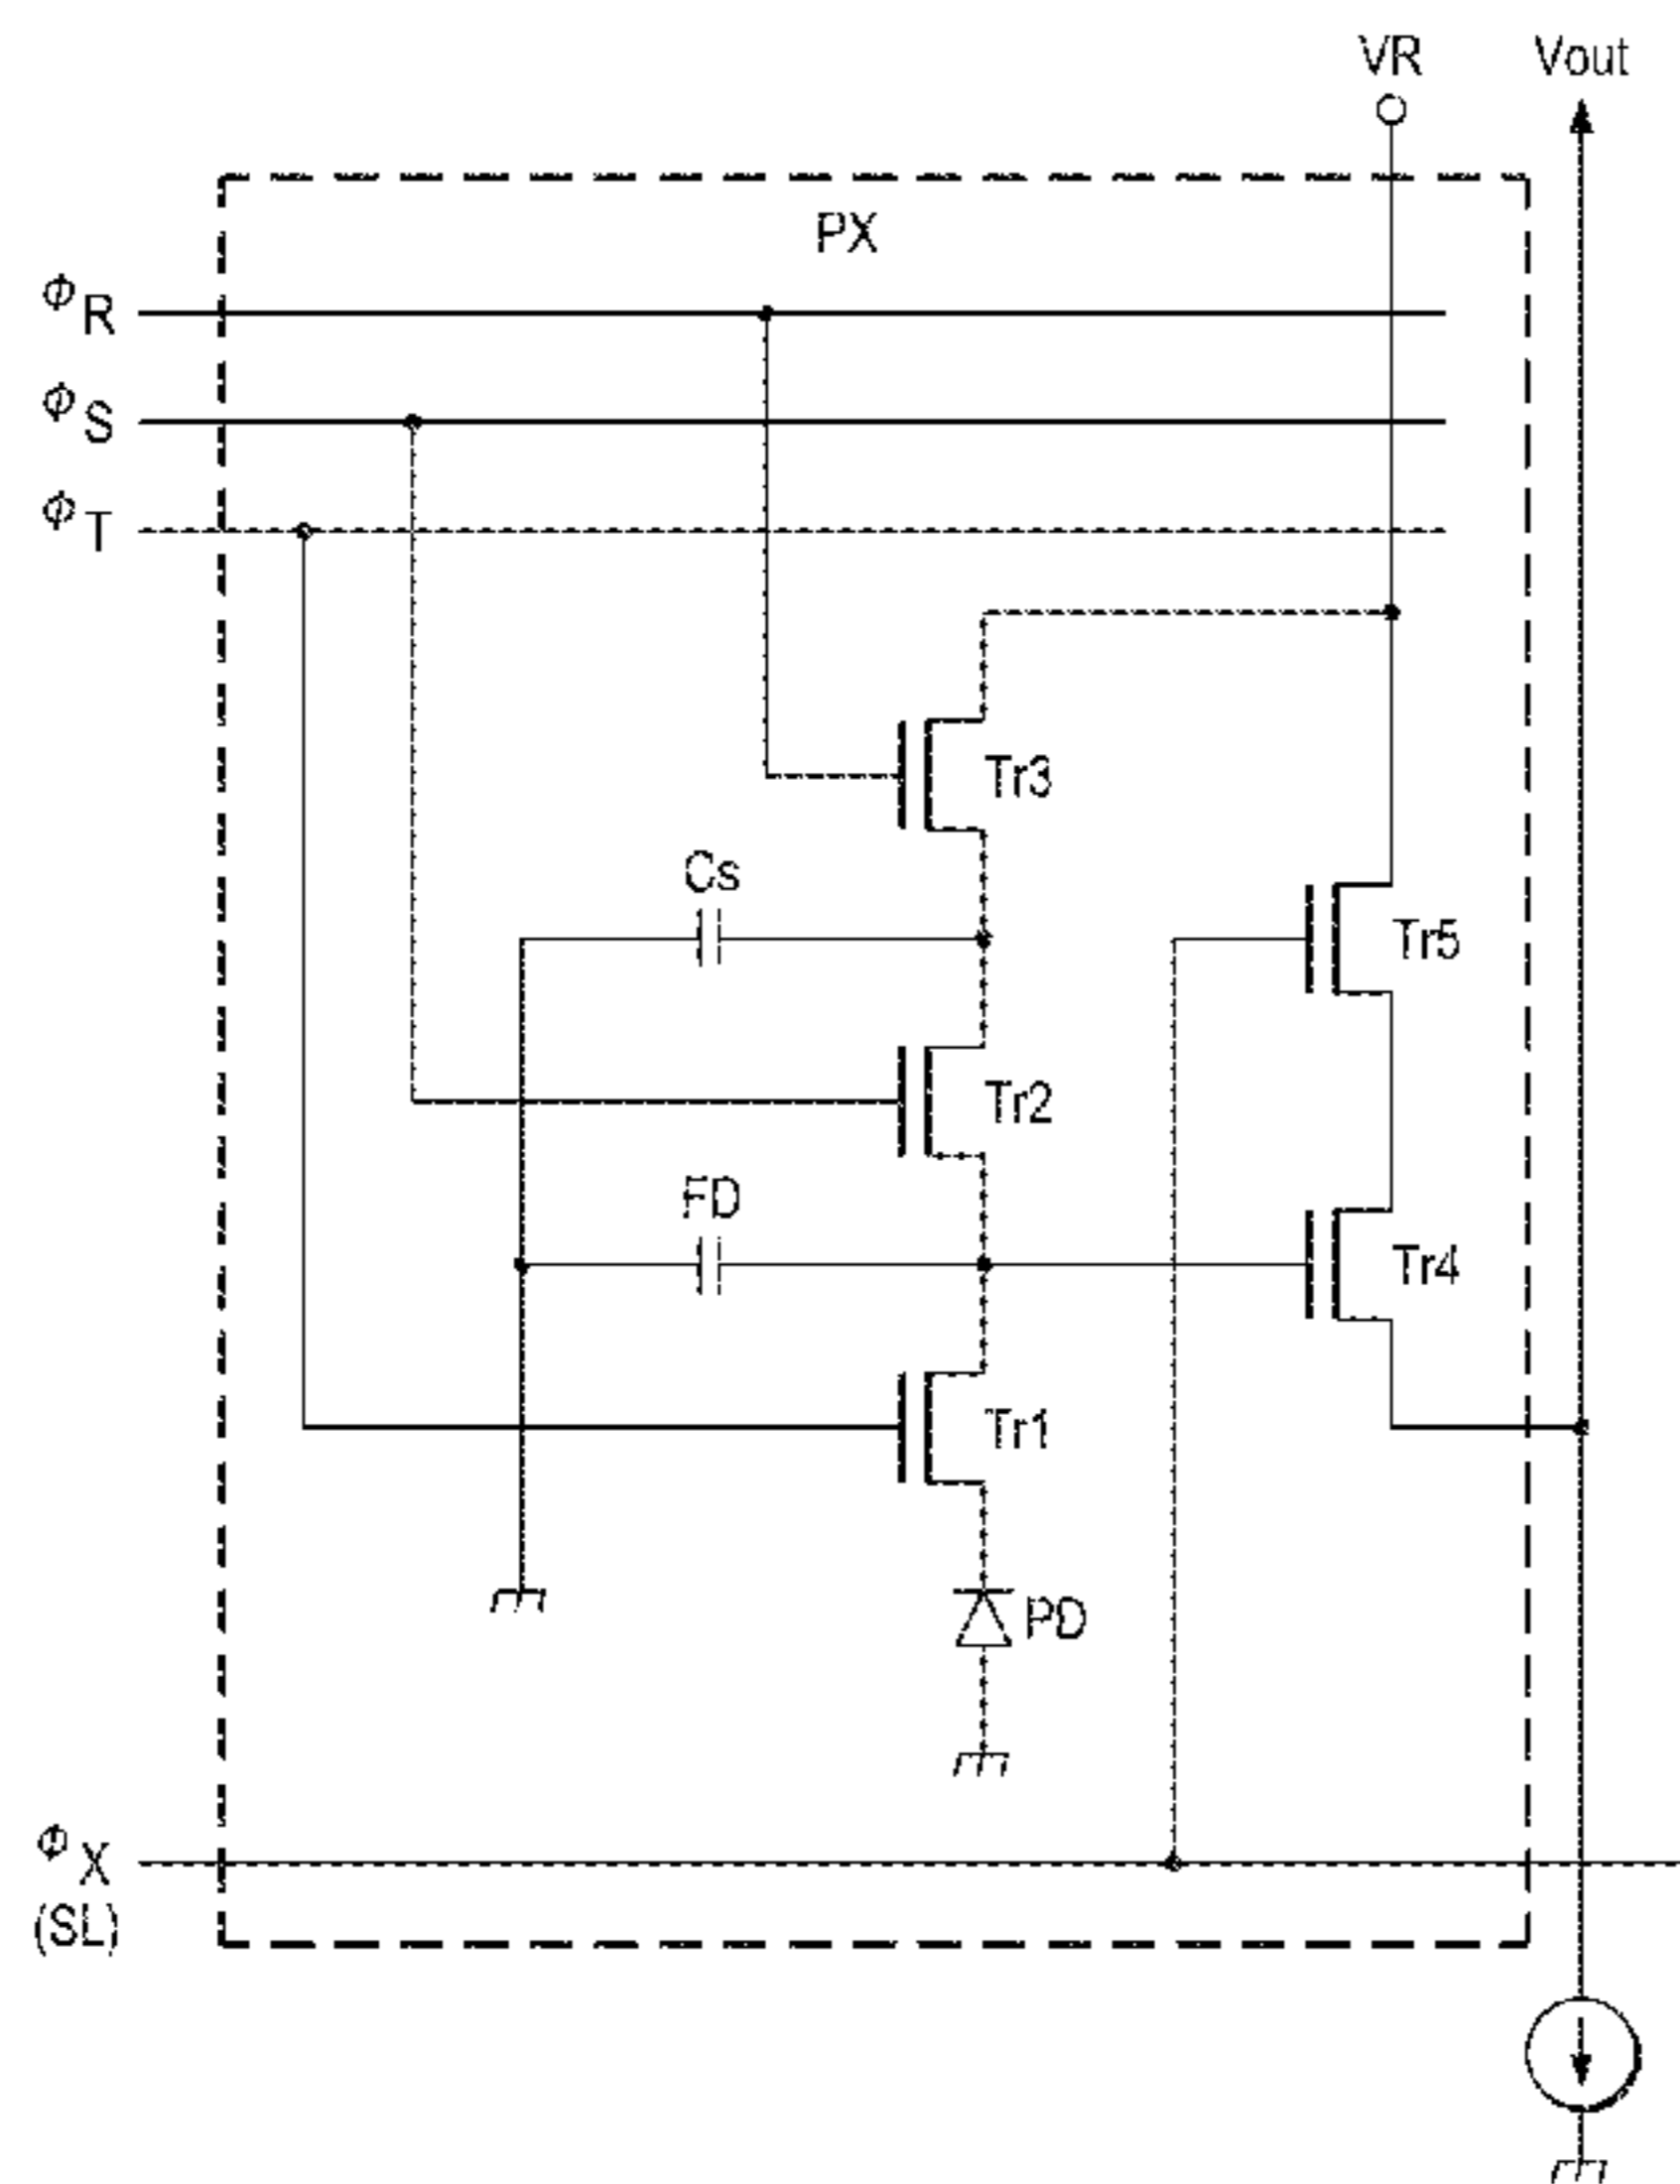 VR
Vout
PX
ΦR
ΦS
ΦT
Tr3
Cs
Tr5
Tr2
FD
Tr4
Tr1
PD
ΦX
(SL)